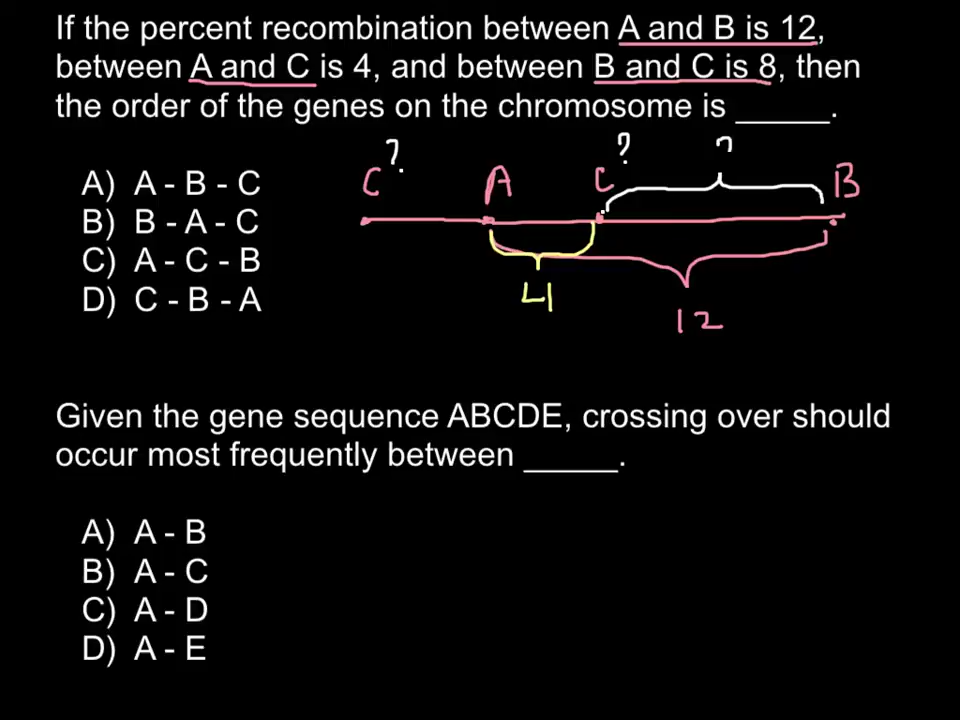 If the percent recombination between A and B is 12,
between A and C is 4, and between B and C is 8, then
the order of the genes on the chromosome is _____.
? ? ?
C A C B
A) A - B - C
B) B - A - C
C) A - C - B
D) C - B - A
4
12
Given the gene sequence ABCDE, crossing over should
occur most frequently between _____.
A) A - B
B) A - C
C) A - D
D) A - E